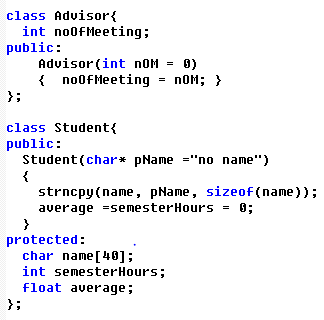 class Advisor{
  int noOfMeeting;
public:
    Advisor(int nOM = 0)
    {  noOfMeeting = nOM; }
};

class Student{
public:
  Student(char* pName ="no name")
  {
    strncpy(name, pName, sizeof(name));
    average =semesterHours = 0;
  }
protected:
  char name[40];
  int semesterHours;
  float average;
};